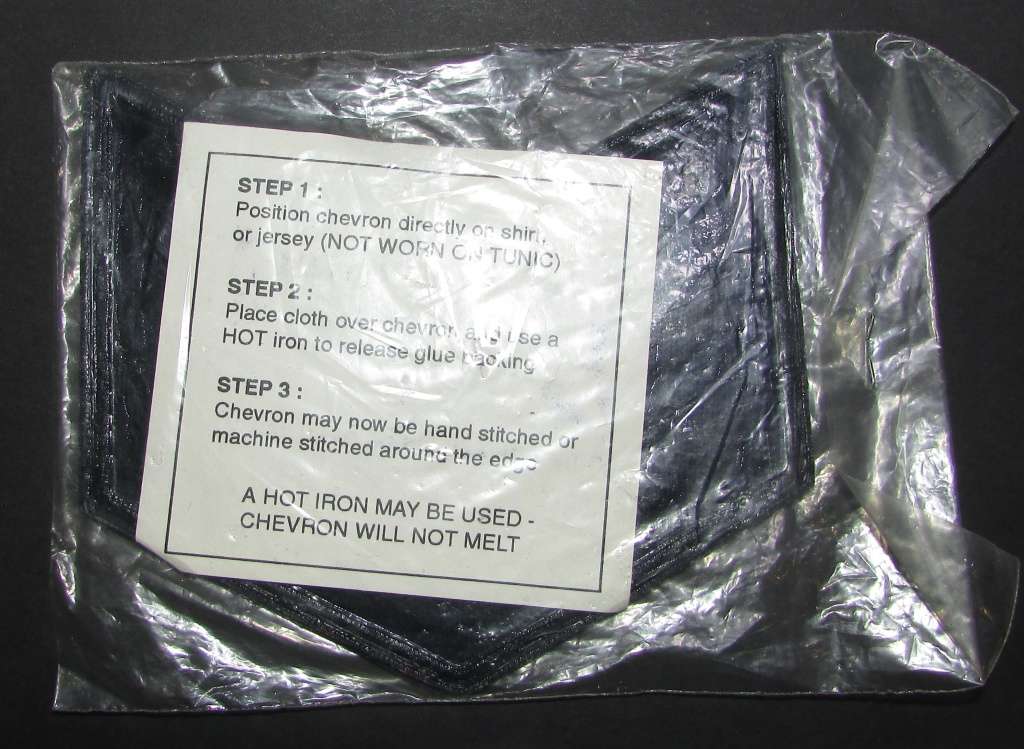 STEP 1 :
Position chevron directly on shirt,
or jersey (NOT WORN ON TUNIC)
STEP 2 :
Place cloth over chevron and use a
HOT iron to release glue backing
STEP 3 :
Chevron may now be hand stitched or
machine stitched around the edge
A HOT IRON MAY BE USED -
CHEVRON WILL NOT MELT